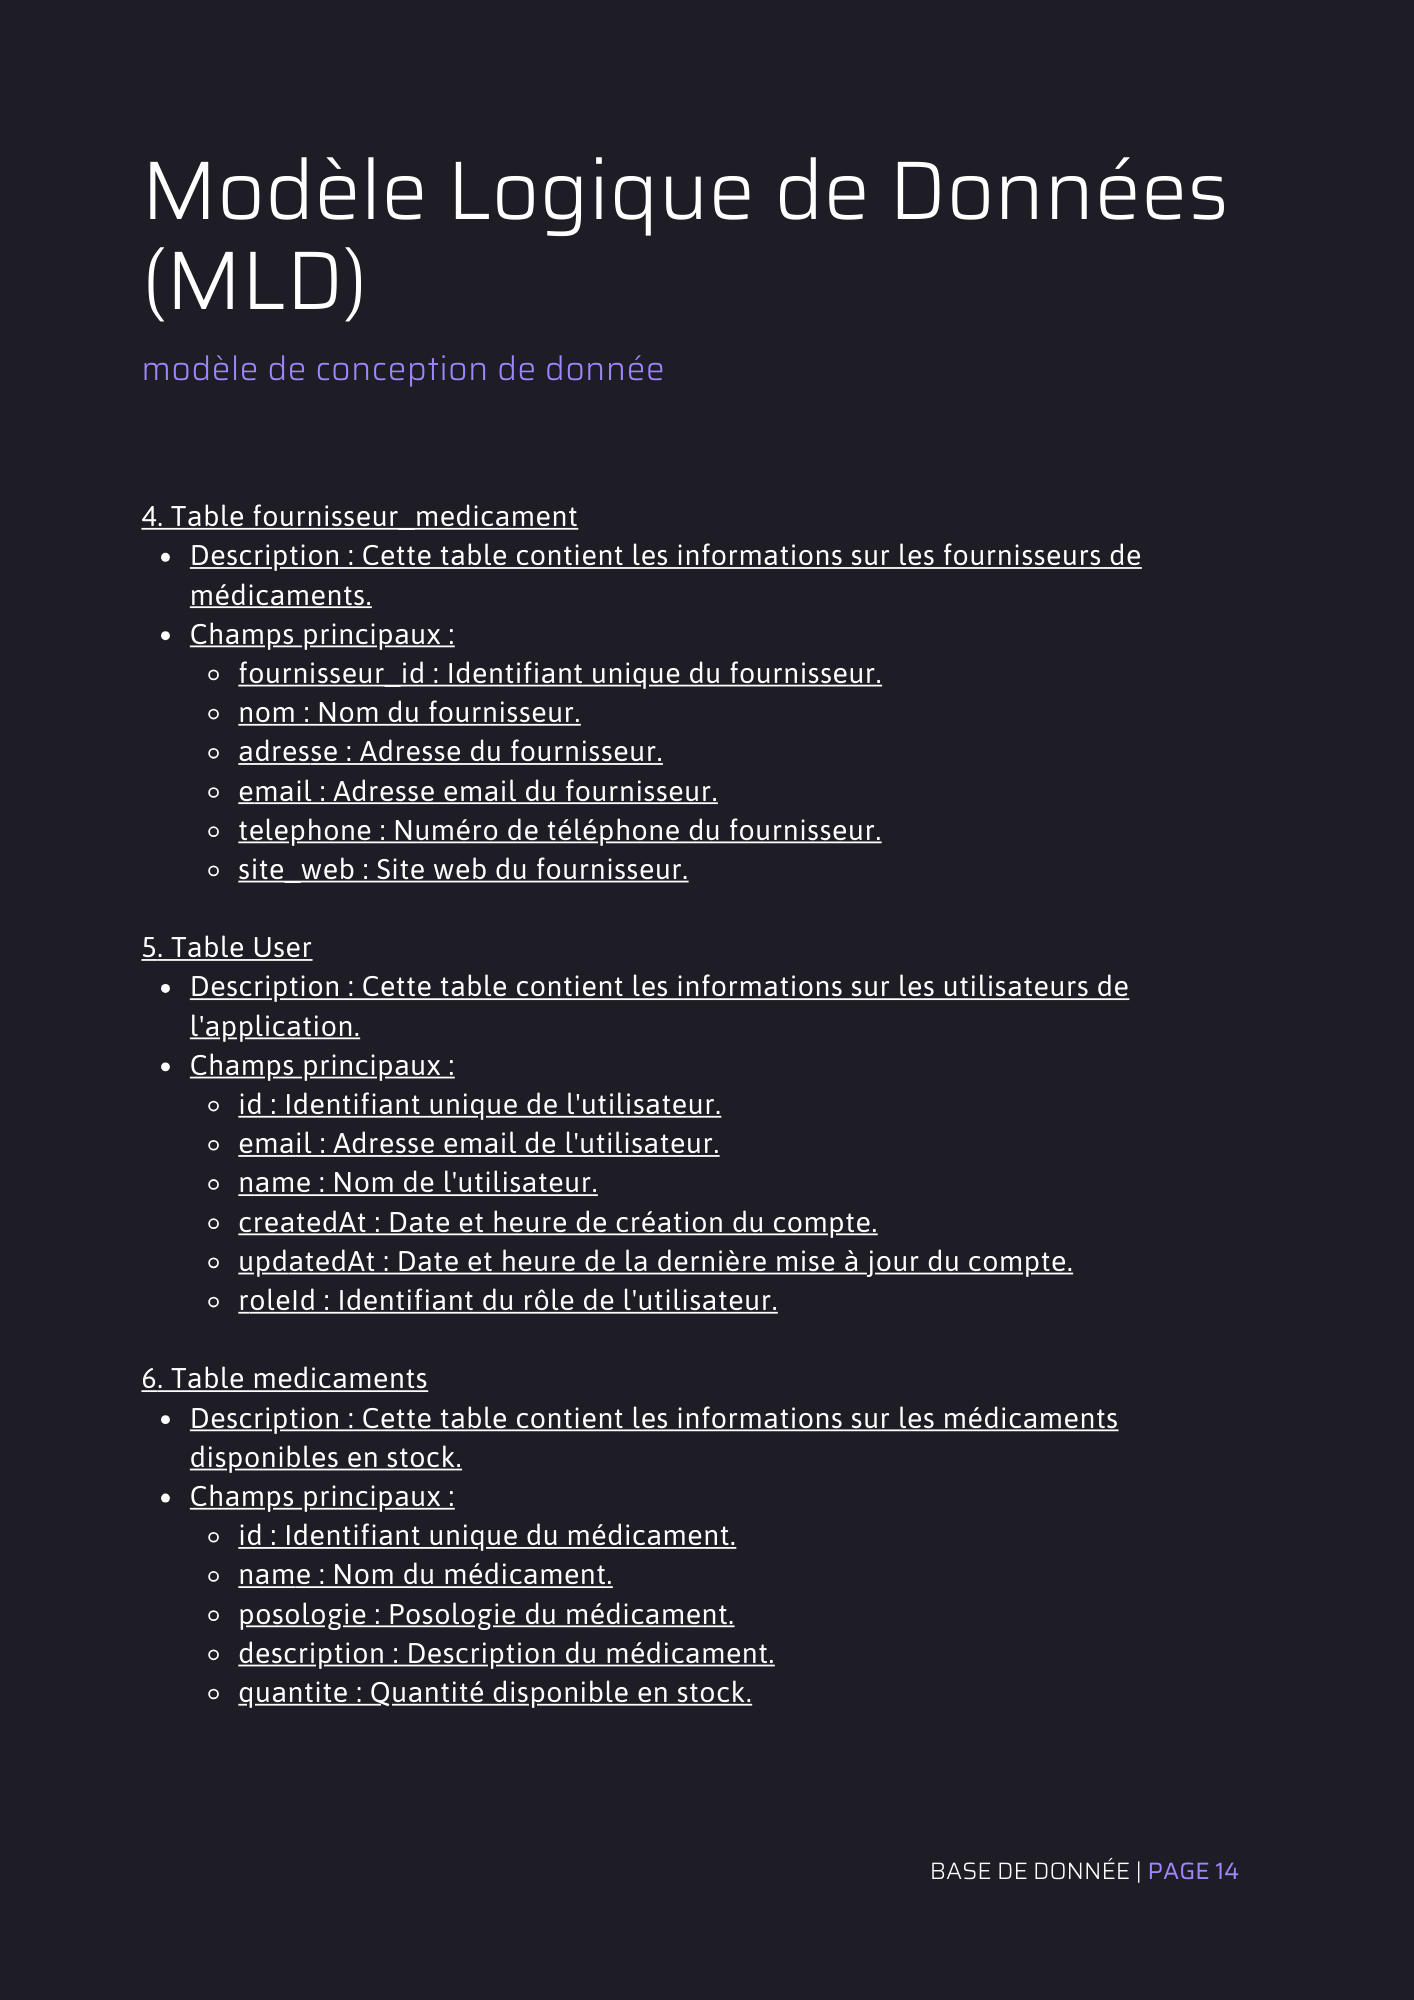 Modèle Logique de Données
(MLD)
modèle de conception de donnée
4. Table fournisseur_medicament
• Description : Cette table contient les informations sur les fournisseurs de
médicaments.
• Champs principaux :
◦ fournisseur_id : Identifiant unique du fournisseur.
◦ nom : Nom du fournisseur.
◦ adresse : Adresse du fournisseur.
◦ email : Adresse email du fournisseur.
◦ telephone : Numéro de téléphone du fournisseur.
◦ site_web : Site web du fournisseur.
5. Table User
• Description : Cette table contient les informations sur les utilisateurs de
l'application.
• Champs principaux :
◦ id : Identifiant unique de l'utilisateur.
◦ email : Adresse email de l'utilisateur.
◦ name : Nom de l'utilisateur.
◦ createdAt : Date et heure de création du compte.
◦ updatedAt : Date et heure de la dernière mise à jour du compte.
◦ roleId : Identifiant du rôle de l'utilisateur.
6. Table medicaments
• Description : Cette table contient les informations sur les médicaments
disponibles en stock.
• Champs principaux :
◦ id : Identifiant unique du médicament.
◦ name : Nom du médicament.
◦ posologie : Posologie du médicament.
◦ description : Description du médicament.
◦ quantite : Quantité disponible en stock.
BASE DE DONNÉE | PAGE 14